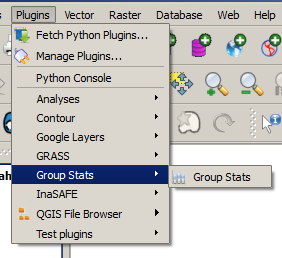 Plugins Vector Raster Database Web
Fetch Python Plugins...
Manage Plugins...
Python Console
Analyses
Contour
Google Layers
GRASS
Group Stats Group Stats
InaSAFE
QGIS File Browser
Test plugins